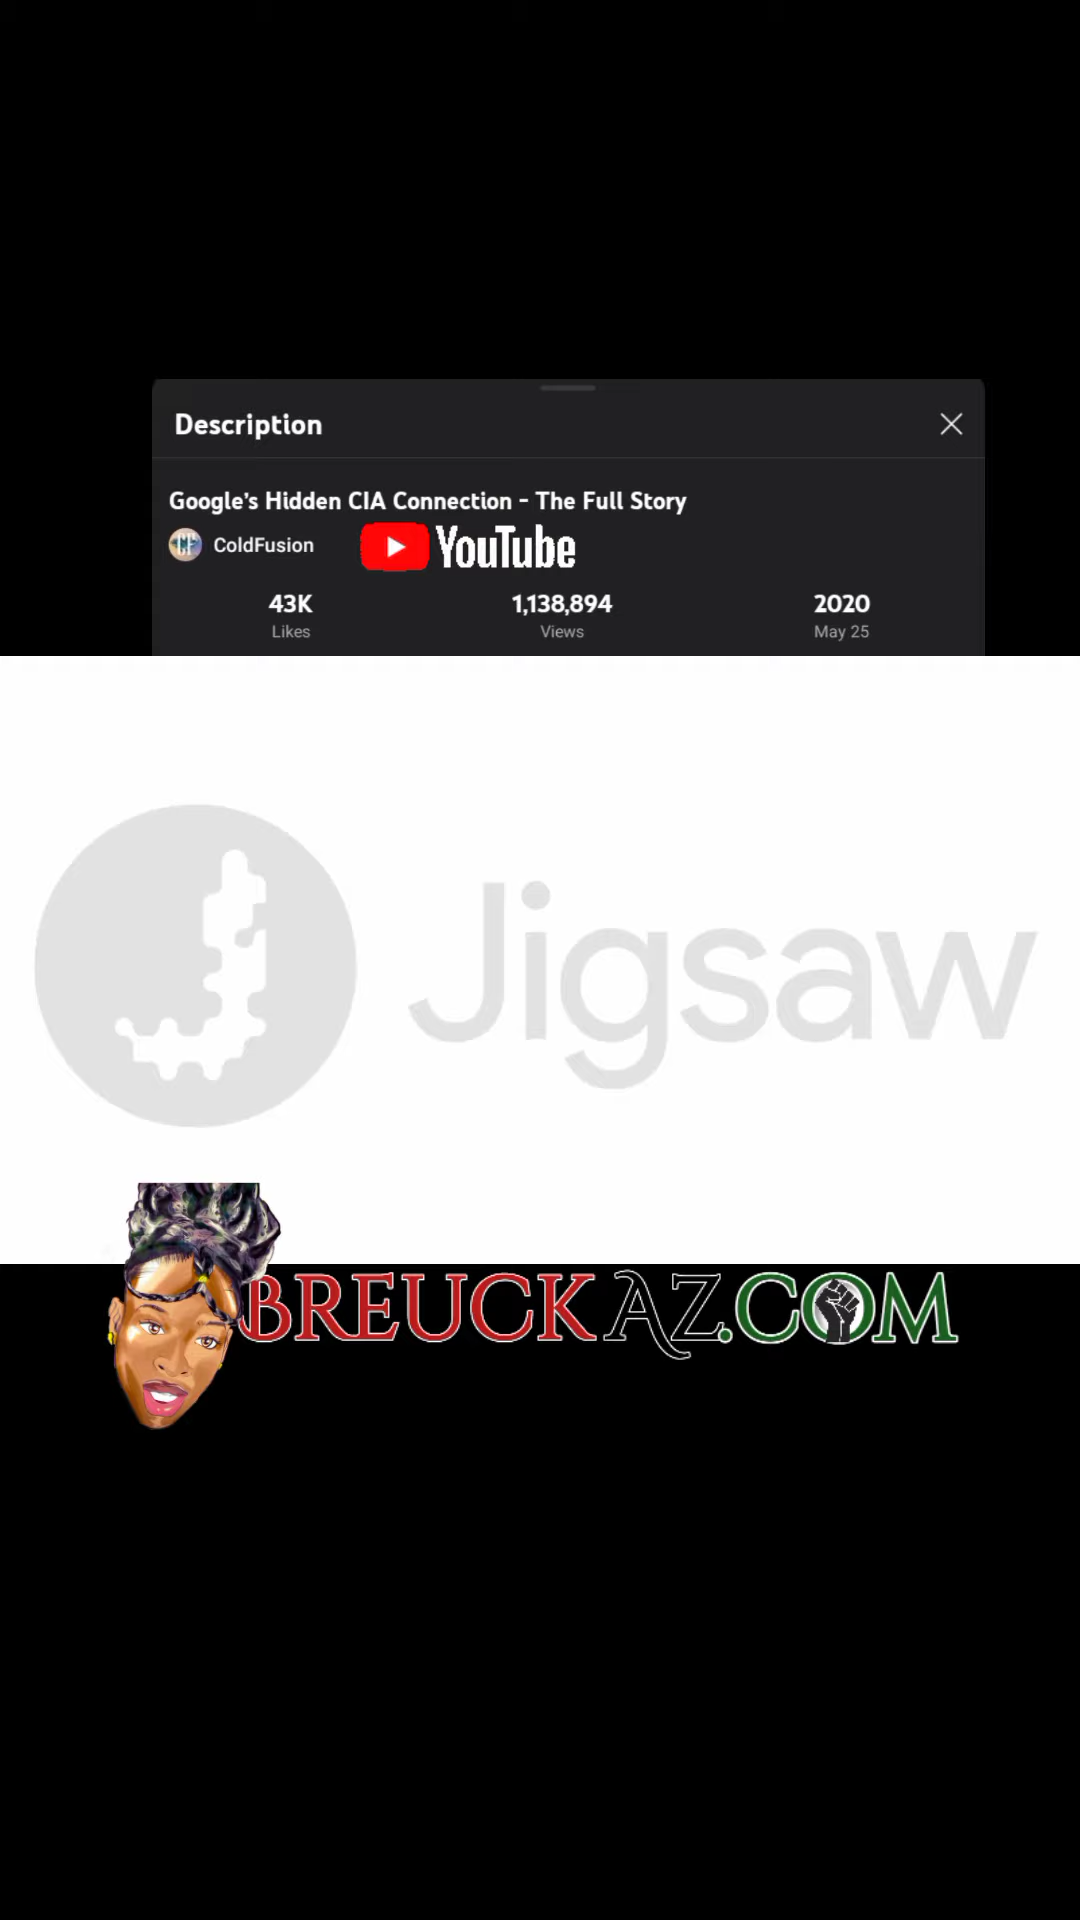 Description
Google's Hidden CIA Connection - The Full Story
ColdFusion
YouTube
43K 1,138,894 2020
Likes Views May 25
Jigsaw
BREUCKAZ.COM